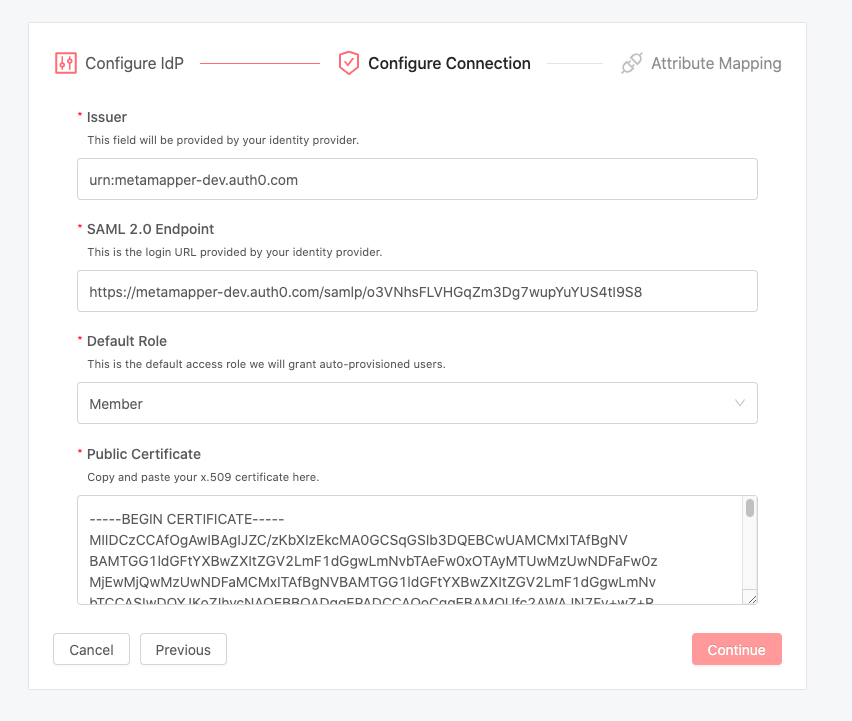 Configure IdP
Configure Connection
Attribute Mapping
* Issuer
This field will be provided by your identity provider.
urn:metamapper-dev.auth0.com
* SAML 2.0 Endpoint
This is the login URL provided by your identity provider.
https://metamapper-dev.auth0.com/samlp/o3VNhsFLVHGqZm3Dg7wupYuYUS4tI9S8
* Default Role
This is the default access role we will grant auto-provisioned users.
Member
* Public Certificate
Copy and paste your x.509 certificate here.
-----BEGIN CERTIFICATE-----
MIIDCzCCAfOgAwIBAgIJZC/zKbXIzEkcMA0GCSqGSIb3DQEBCwUAMCMxITAfBgNV
BAMTGG1ldGFtYXBwZXItZGV2LmF1dGgwLmNvbTAeFw0xOTAyMTUwMzUwNDFaFw0z
MjEwMjQwMzUwNDFaMCMxITAfBgNVBAMTGG1ldGFtYXBwZXItZGV2LmF1dGgwLmNv
Cancel
Previous
Continue